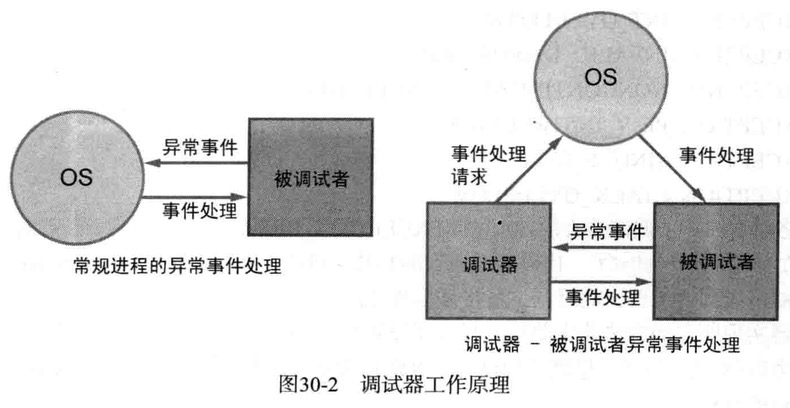 OS
异常事件
事件处理
被调试者
常规进程的异常事件处理
OS
事件处理
请求
事件处理
调试器
异常事件
事件处理
被调试者
调试器 - 被调试者异常事件处理
图30-2 调试器工作原理